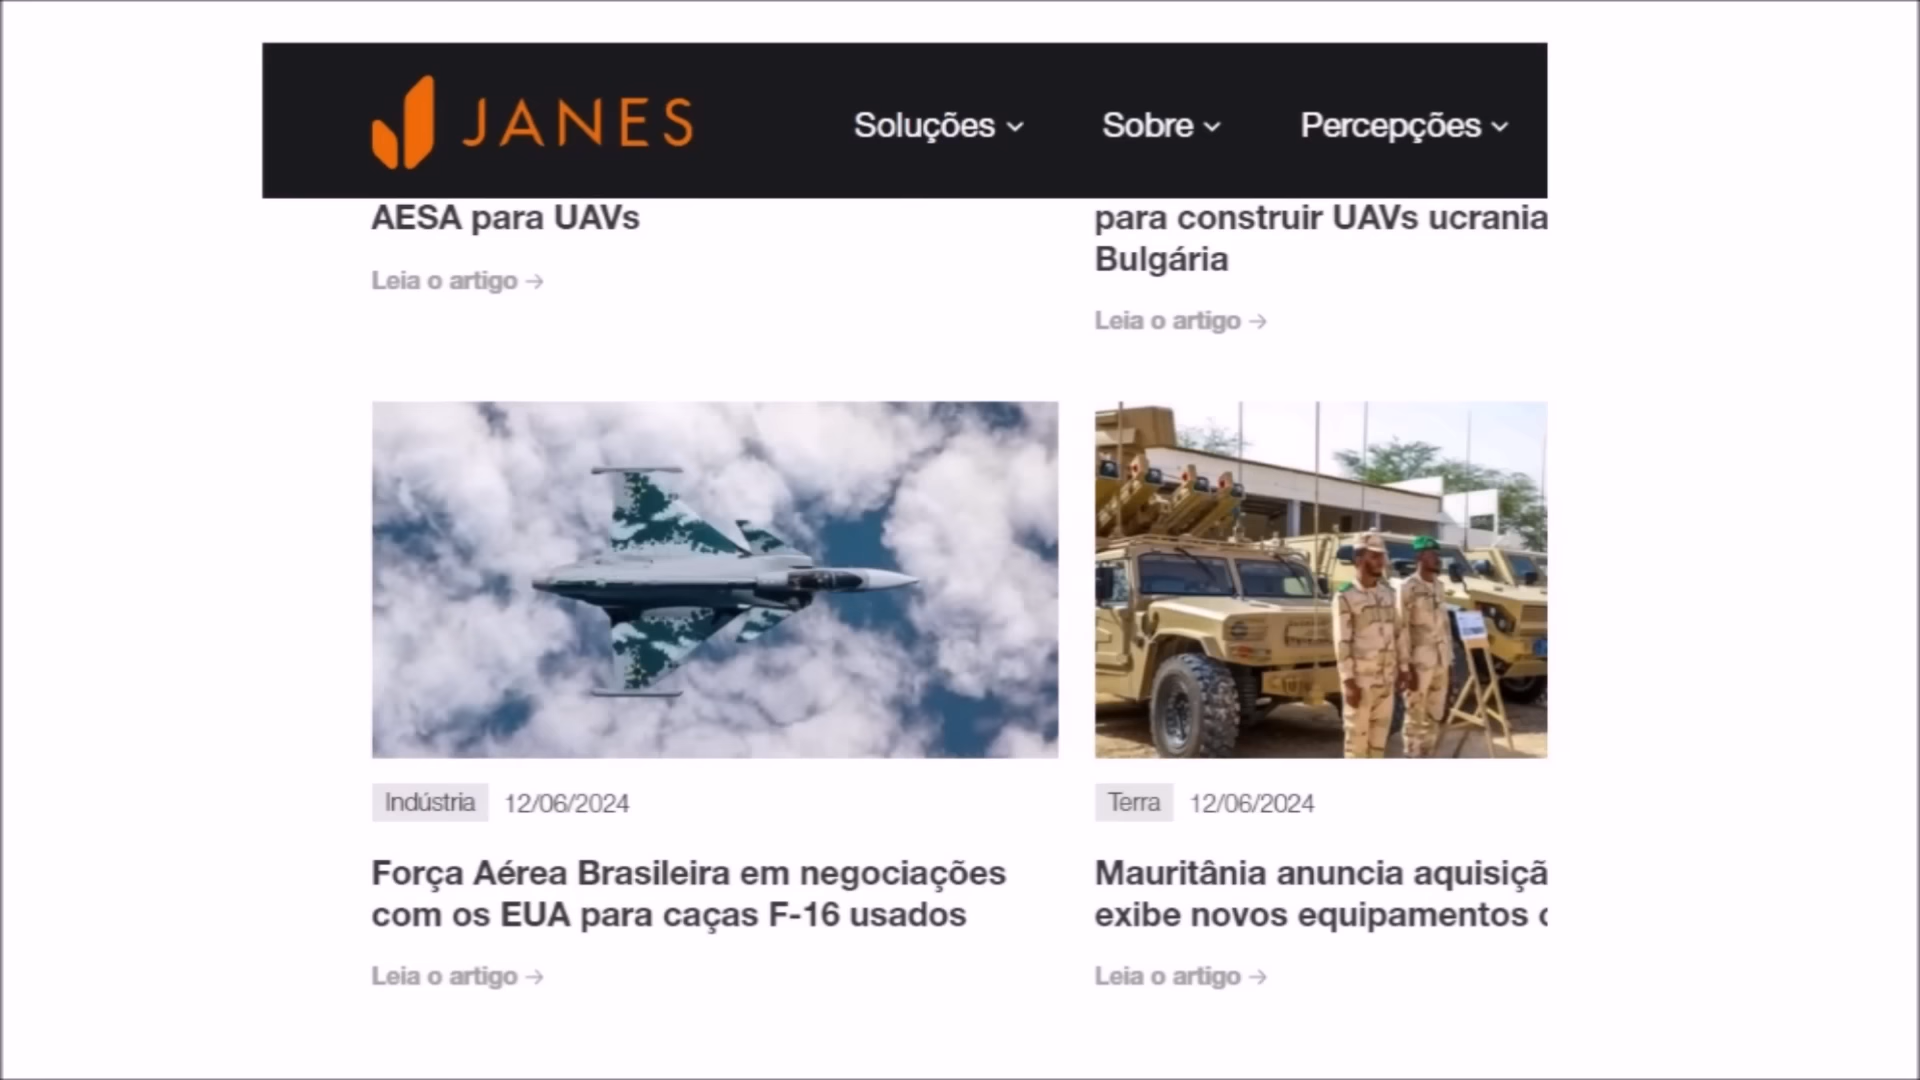 JANES
Soluções
Sobre
Percepções
AESA para UAVs
Leia o artigo →
para construir UAVs ucrania
Bulgária
Leia o artigo →
Indústria 12/06/2024
Força Aérea Brasileira em negociações
com os EUA para caças F-16 usados
Leia o artigo →
Terra 12/06/2024
Mauritânia anuncia aquisiçã
exibe novos equipamentos
Leia o artigo →